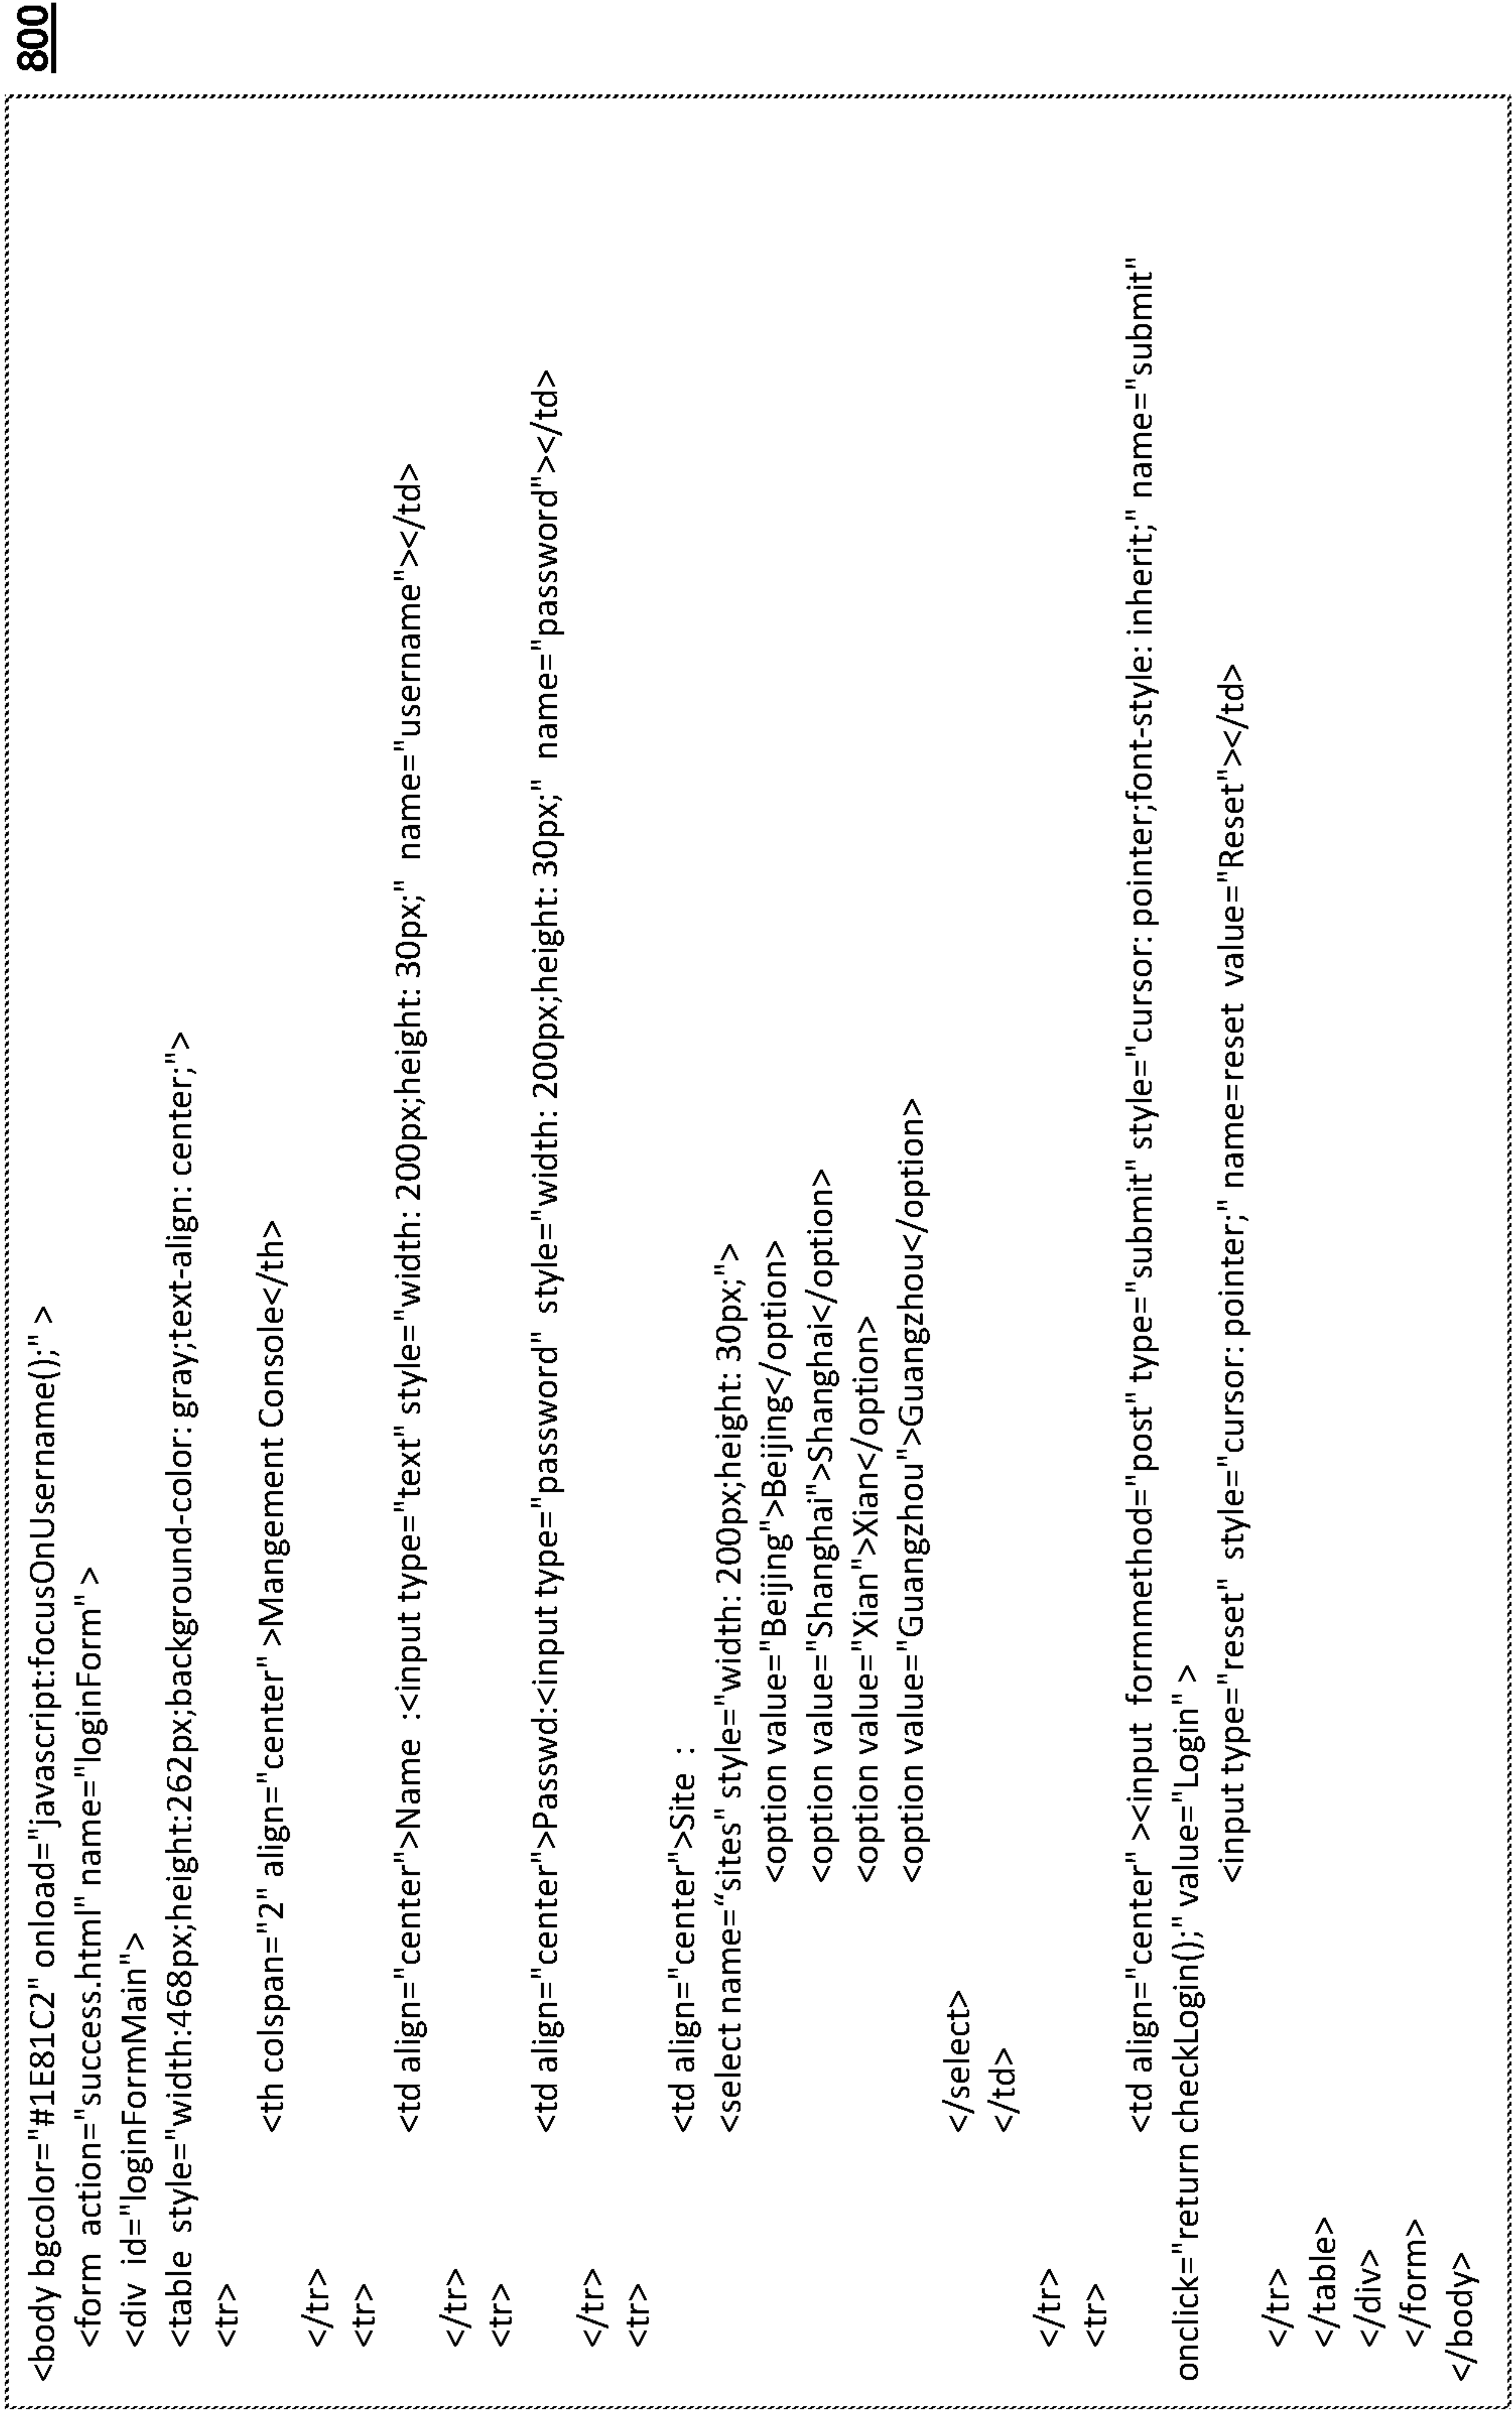 800
<body bgcolor="#1E81C2" onload="javascript:focusOnUsername();" >
<form action="success.html" name="loginForm" >
<div id="loginFormMain">
<table style="width:468px;height:262px;background-color: gray;text-align: center;">
<tr>
<th colspan="2" align="center" >Mangement Console</th>
</tr>
<tr>
<td align="center">Name :<input type="text" style="width: 200px;height: 30px;" name="username"></td>
</tr>
<tr>
<td align="center">Passwd:<input type="password" style="width: 200px;height: 30px;" name="password"></td>
</tr>
<tr>
<td align="center">Site :
<select name=“sites" style="width: 200px;height: 30px;">
<option value="Beijing">Beijing</option>
<option value="Shanghai">Shanghai</option>
<option value="Xian">Xian</option>
<option value="Guangzhou">Guangzhou</option>
</select>
</td>
</tr>
<tr>
<td align="center" ><input formmethod="post" type="submit" style="cursor: pointer;font-style: inherit;" name="submit"
onclick="return checkLogin();" value="Login" >
<input type="reset" style="cursor: pointer;" name=reset value="Reset"></td>
</tr>
</table>
</div>
</form>
</body>